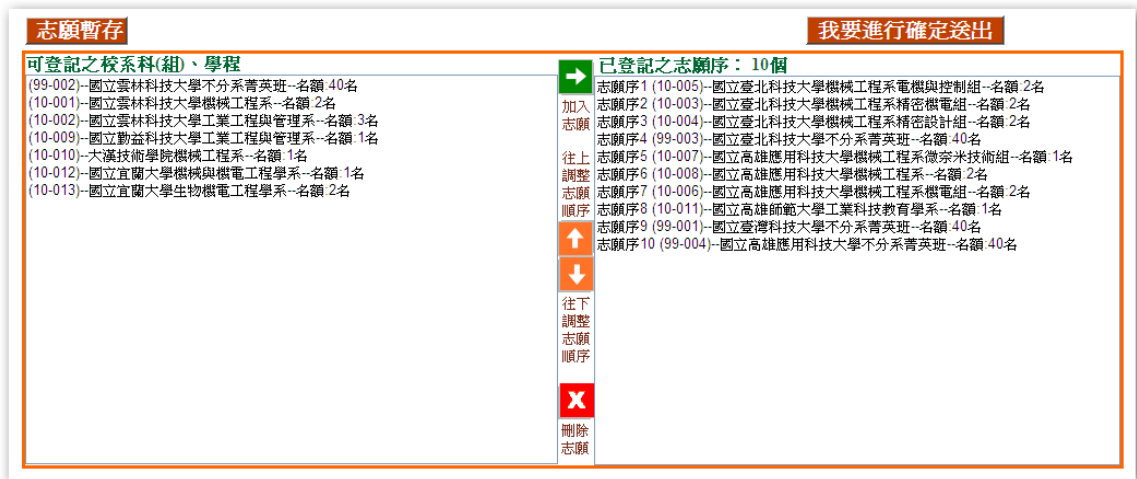 志願暫存
我要進行確定送出
可登記之校系科(組)、學程
(99-002)--國立雲林科技大學不分系菁英班--名額:40名
(10-001)--國立雲林科技大學機械工程系--名額:2名
(10-002)--國立雲林科技大學工業工程與管理系--名額:3名
(10-009)--國立勤益科技大學工業工程與管理系--名額:1名
(10-010)--大漢技術學院機械工程系--名額:1名
(10-012)--國立宜蘭大學機械與機電工程學系--名額:1名
(10-013)--國立宜蘭大學生物機電工程學系--名額:2名
加入
志願
往上
調整
志願
順序
往下
調整
志願
順序
X
刪除
志願
已登記之志願序： 10個
志願序1 (10-005)--國立臺北科技大學機械工程系電機與控制組--名額:2名
志願序2 (10-003)--國立臺北科技大學機械工程系精密機電組--名額:2名
志願序3 (10-004)--國立臺北科技大學機械工程系精密設計組--名額:2名
志願序4 (99-003)--國立臺北科技大學不分系菁英班--名額:40名
志願序5 (10-007)--國立高雄應用科技大學機械工程系微奈米技術組--名額:1名
志願序6 (10-008)--國立高雄應用科技大學機械工程系--名額:2名
志願序7 (10-006)--國立高雄應用科技大學機械工程系機電組--名額:2名
志願序8 (10-011)--國立高雄師範大學工業科技教育學系--名額:1名
志願序9 (99-001)--國立臺灣科技大學不分系菁英班--名額:40名
志願序10 (99-004)--國立高雄應用科技大學不分系菁英班--名額:40名